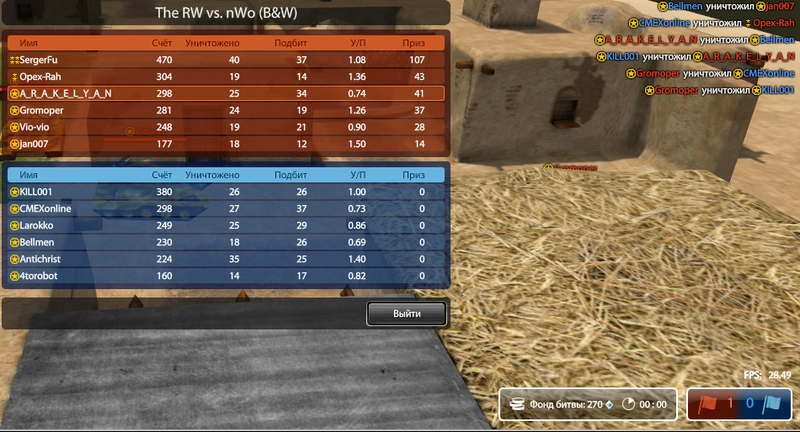 The RW vs. nWo (B&W)
Имя Счёт Уничтожено Подбит У/П Приз
SergerFu 470 40 37 1.08 107
Opex-Rah 304 19 14 1.36 43
A_R_A_K_E_L_Y_A_N 298 25 34 0.74 41
Gromoper 281 24 19 1.26 37
Vio-vio 248 19 21 0.90 28
jan007 177 18 12 1.50 14
Имя Счёт Уничтожено Подбит У/П Приз
KILL001 380 26 26 1.00 0
CMEXonline 298 27 37 0.73 0
Larokko 249 25 29 0.86 0
Bellmen 230 18 26 0.69 0
Antichrist 224 35 25 1.40 0
4torobot 160 14 17 0.82 0
Выйти
Bellmen уничтожил jan007
CMEXonline уничтожил Opex-Rah
A_R_A_K_E_L_Y_A_N уничтожил Bellmen
KILL001 уничтожил A_R_A_K_E_L_Y_A_N
Gromoper уничтожил CMEXonline
Gromoper уничтожил KILL001
FPS: 28.49
Фонд битвы: 270 00 : 00
1 0